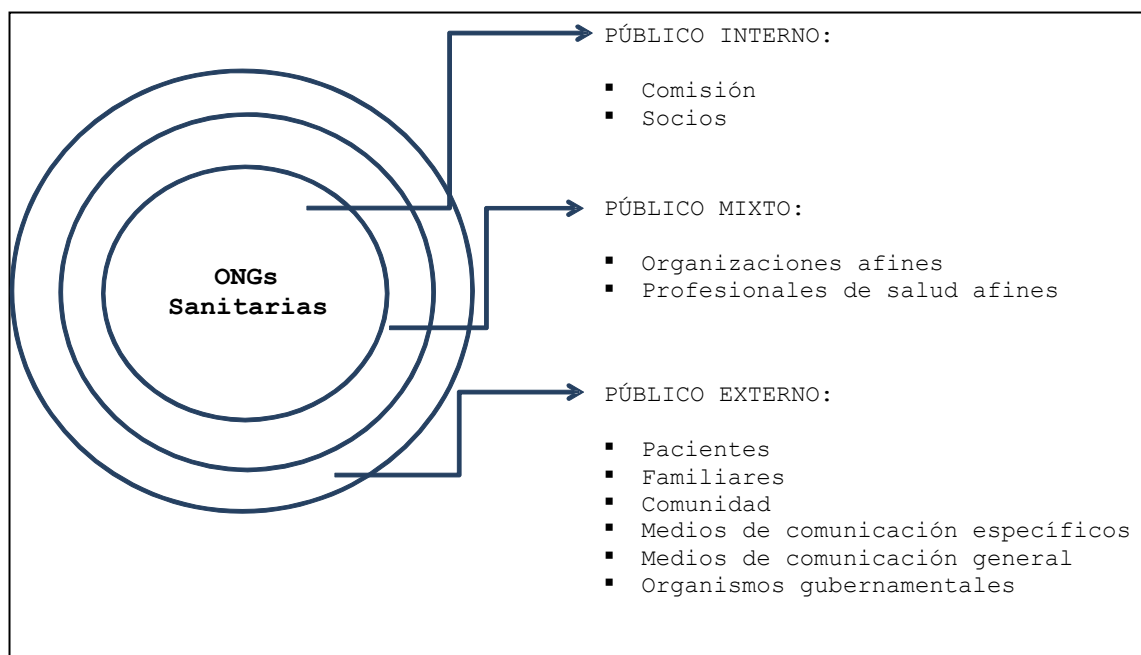 PÚBLICO INTERNO:
▪ Comisión
▪ Socios
PÚBLICO MIXTO:
▪ Organizaciones afines
▪ Profesionales de salud afines
ONGs
Sanitarias
PÚBLICO EXTERNO:
▪ Pacientes
▪ Familiares
▪ Comunidad
▪ Medios de comunicación específicos
▪ Medios de comunicación general
▪ Organismos gubernamentales